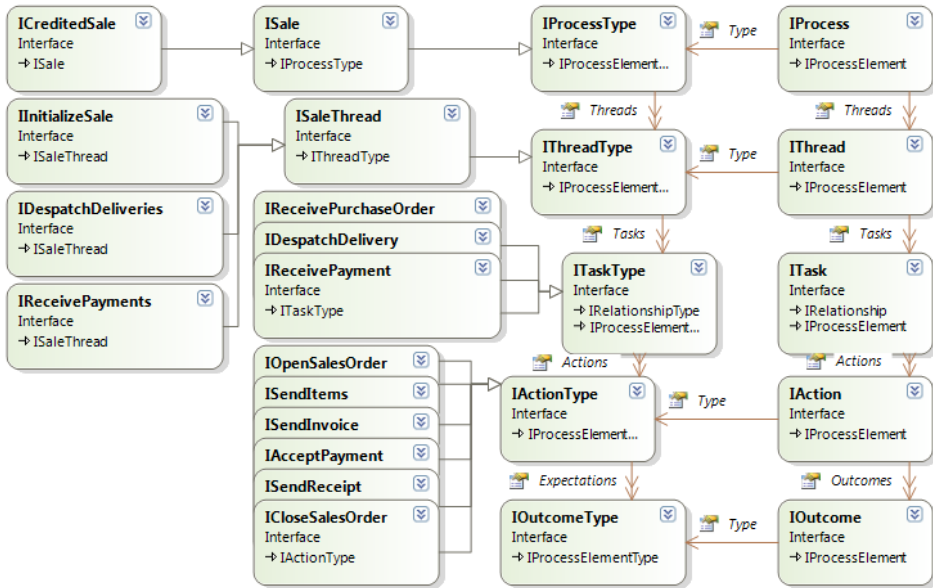 ICreditedSale
Interface
→ ISale
ISale
Interface
→ IProcessType
IProcessType
Interface
→ IProcessElement...
Type
IProcess
Interface
→ IProcessElement
Threads
Threads
IInitializeSale
Interface
→ ISaleThread
ISaleThread
Interface
→ IThreadType
IThreadType
Interface
→ IProcessElement...
Type
IThread
Interface
→ IProcessElement
IDespatchDeliveries
Interface
→ ISaleThread
IReceivePurchaseOrder
IDespatchDelivery
IReceivePayment
Interface
→ ITaskType
Tasks
Tasks
ITaskType
Interface
→ IRelationshipType
→ IProcessElement...
ITask
Interface
→ IRelationship
→ IProcessElement
IReceivePayments
Interface
→ ISaleThread
Actions
Actions
IOpenSalesOrder
ISendItems
ISendInvoice
IAcceptPayment
ISendReceipt
ICloseSalesOrder
Interface
→ IActionType
IActionType
Interface
→ IProcessElement...
Type
IAction
Interface
→ IProcessElement
Expectations
Outcomes
IOutcomeType
Interface
→ IProcessElementType
Type
IOutcome
Interface
→ IProcessElement